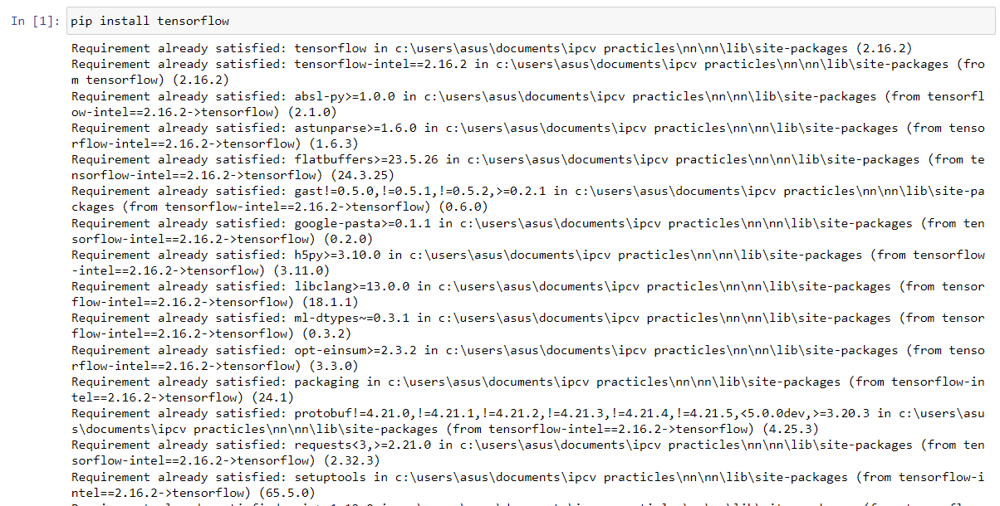 In [1]: pip install tensorflow
Requirement already satisfied: tensorflow in c:\users\asus\documents\ipcv practicles\nn\nn\lib\site-packages (2.16.2)
Requirement already satisfied: tensorflow-intel==2.16.2 in c:\users\asus\documents\ipcv practicles\nn\nn\lib\site-packages (fro
m tensorflow) (2.16.2)
Requirement already satisfied: absl-py>=1.0.0 in c:\users\asus\documents\ipcv practicles\nn\nn\lib\site-packages (from tensorfl
ow-intel==2.16.2->tensorflow) (2.1.0)
Requirement already satisfied: astunparse>=1.6.0 in c:\users\asus\documents\ipcv practicles\nn\nn\lib\site-packages (from tenso
rflow-intel==2.16.2->tensorflow) (1.6.3)
Requirement already satisfied: flatbuffers>=23.5.26 in c:\users\asus\documents\ipcv practicles\nn\nn\lib\site-packages (from te
nsorflow-intel==2.16.2->tensorflow) (24.3.25)
Requirement already satisfied: gast!=0.5.0,!=0.5.1,!=0.5.2,>=0.2.1 in c:\users\asus\documents\ipcv practicles\nn\nn\lib\site-pa
ckages (from tensorflow-intel==2.16.2->tensorflow) (0.6.0)
Requirement already satisfied: google-pasta>=0.1.1 in c:\users\asus\documents\ipcv practicles\nn\nn\lib\site-packages (from ten
sorflow-intel==2.16.2->tensorflow) (0.2.0)
Requirement already satisfied: h5py>=3.10.0 in c:\users\asus\documents\ipcv practicles\nn\nn\lib\site-packages (from tensorflow
-intel==2.16.2->tensorflow) (3.11.0)
Requirement already satisfied: libclang>=13.0.0 in c:\users\asus\documents\ipcv practicles\nn\nn\lib\site-packages (from tensor
flow-intel==2.16.2->tensorflow) (18.1.1)
Requirement already satisfied: ml-dtypes~=0.3.1 in c:\users\asus\documents\ipcv practicles\nn\nn\lib\site-packages (from tensor
flow-intel==2.16.2->tensorflow) (0.3.2)
Requirement already satisfied: opt-einsum>=2.3.2 in c:\users\asus\documents\ipcv practicles\nn\nn\lib\site-packages (from tenso
rflow-intel==2.16.2->tensorflow) (3.3.0)
Requirement already satisfied: packaging in c:\users\asus\documents\ipcv practicles\nn\nn\lib\site-packages (from tensorflow-in
tel==2.16.2->tensorflow) (24.1)
Requirement already satisfied: protobuf!=4.21.0,!=4.21.1,!=4.21.2,!=4.21.3,!=4.21.4,!=4.21.5,<5.0.0dev,>=3.20.3 in c:\users\asu
s\documents\ipcv practicles\nn\nn\lib\site-packages (from tensorflow-intel==2.16.2->tensorflow) (4.25.3)
Requirement already satisfied: requests<3,>=2.21.0 in c:\users\asus\documents\ipcv practicles\nn\nn\lib\site-packages (from ten
sorflow-intel==2.16.2->tensorflow) (2.32.3)
Requirement already satisfied: setuptools in c:\users\asus\documents\ipcv practicles\nn\nn\lib\site-packages (from tensorflow-i
ntel==2.16.2->tensorflow) (65.5.0)